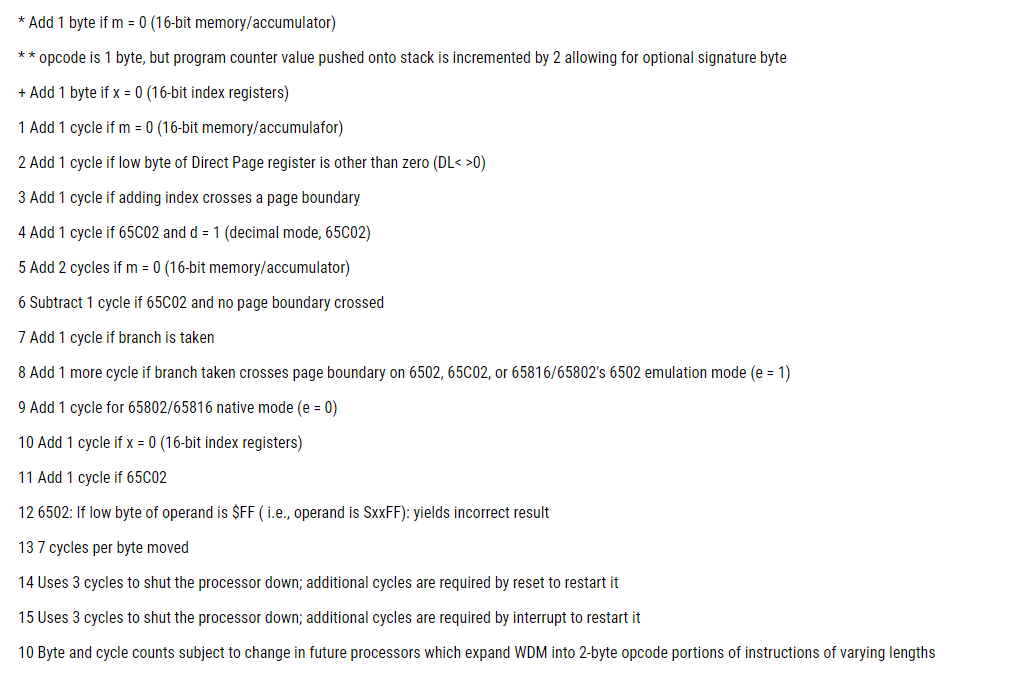 * Add 1 byte if m = 0 (16-bit memory/accumulator)
* * opcode is 1 byte, but program counter value pushed onto stack is incremented by 2 allowing for optional signature byte
+ Add 1 byte if x = 0 (16-bit index registers)
1 Add 1 cycle if m = 0 (16-bit memory/accumulafor)
2 Add 1 cycle if low byte of Direct Page register is other than zero (DL< >0)
3 Add 1 cycle if adding index crosses a page boundary
4 Add 1 cycle if 65C02 and d = 1 (decimal mode, 65C02)
5 Add 2 cycles if m = 0 (16-bit memory/accumulator)
6 Subtract 1 cycle if 65C02 and no page boundary crossed
7 Add 1 cycle if branch is taken
8 Add 1 more cycle if branch taken crosses page boundary on 6502, 65C02, or 65816/65802's 6502 emulation mode (e = 1)
9 Add 1 cycle for 65802/65816 native mode (e = 0)
10 Add 1 cycle if x = 0 (16-bit index registers)
11 Add 1 cycle if 65C02
12 6502: If low byte of operand is $FF ( i.e., operand is SxxFF): yields incorrect result
13 7 cycles per byte moved
14 Uses 3 cycles to shut the processor down; additional cycles are required by reset to restart it
15 Uses 3 cycles to shut the processor down; additional cycles are required by interrupt to restart it
10 Byte and cycle counts subject to change in future processors which expand WDM into 2-byte opcode portions of instructions of varying lengths